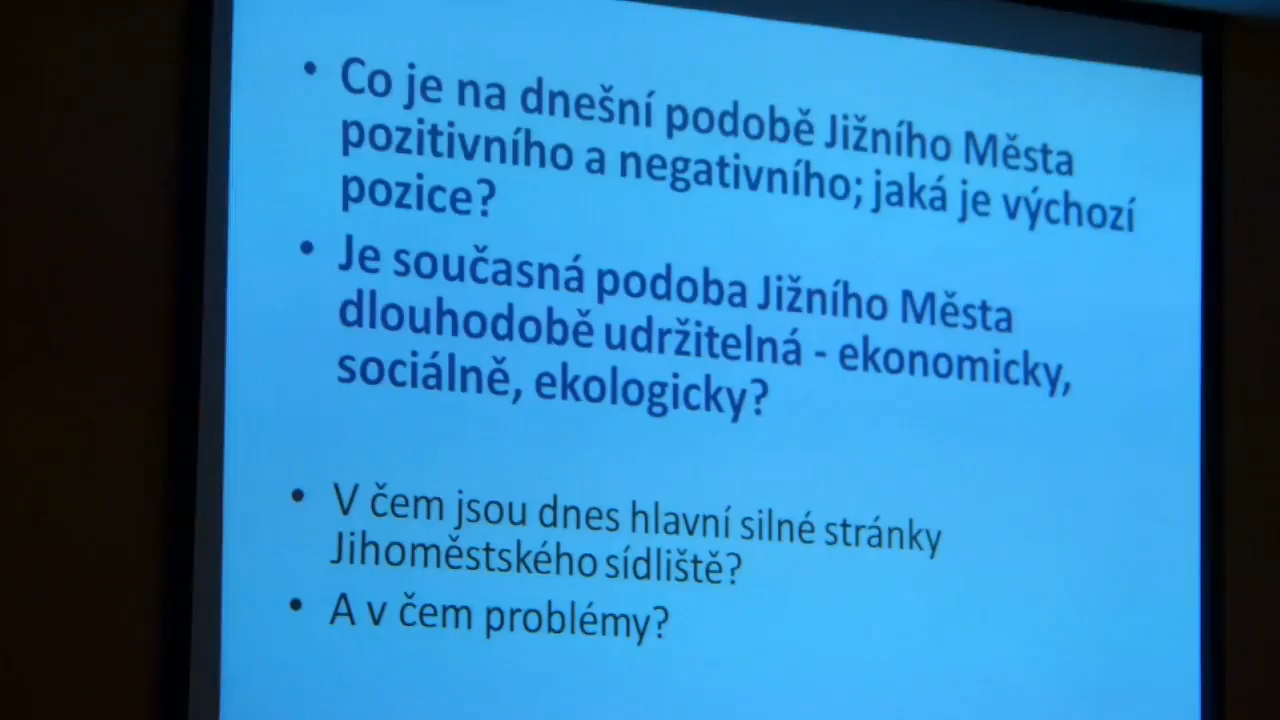 • Co je na dnešní podobě Jižního Města
pozitivního a negativního; jaká je výchozí
pozice?
• Je současná podoba Jižního Města
dlouhodobě udržitelná - ekonomicky,
sociálně, ekologicky?
• V čem jsou dnes hlavní silné stránky
Jihoměstského sídliště?
• A v čem problémy?